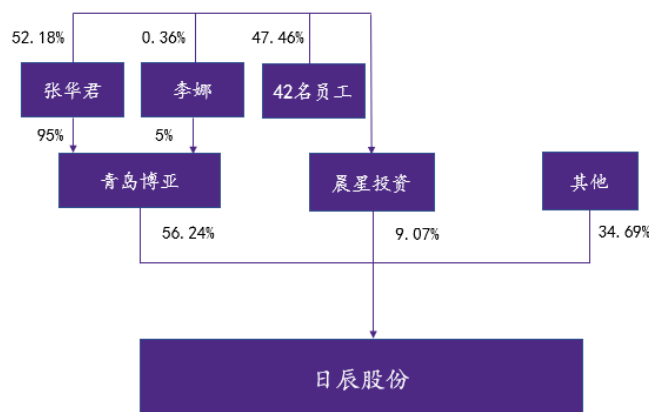 52.18%
0.36%
47.46%
张华君
李娜
42名员工
95%
5%
青岛博亚
晨星投资
其他
56.24%
9.07%
34.69%
日辰股份